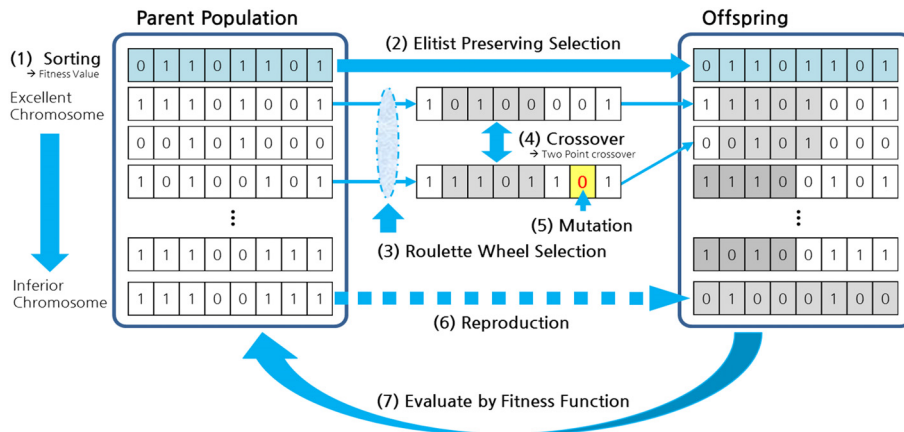 Parent Population
Offspring
(1) Sorting
→ Fitness Value
(2) Elitist Preserving Selection
0 1 1 0 1 1 0 1
0 1 1 0 1 1 0 1
Excellent
Chromosome
1 1 1 0 1 0 0 1
1 0 1 0 0 0 0 1
1 1 1 0 1 0 0 1
0 0 1 0 1 0 0 0
(4) Crossover
→ Two Point crossover
0 0 1 0 1 0 0 0
1 0 1 0 0 1 0 1
1 1 1 0 1 1 0 1
1 1 1 0 0 0 0 1
⋮
(5) Mutation
⋮
(3) Roulette Wheel Selection
1 1 1 0 0 1 1 1
1 0 1 0 0 1 1 1
Inferior
Chromosome
1 1 1 0 0 1 1 1
0 1 0 0 0 1 0 0
(6) Reproduction
(7) Evaluate by Fitness Function